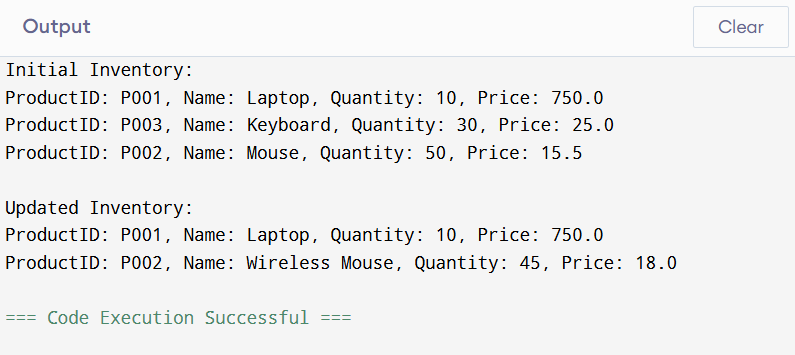 Output
Clear
Initial Inventory:
ProductID: P001, Name: Laptop, Quantity: 10, Price: 750.0
ProductID: P003, Name: Keyboard, Quantity: 30, Price: 25.0
ProductID: P002, Name: Mouse, Quantity: 50, Price: 15.5
Updated Inventory:
ProductID: P001, Name: Laptop, Quantity: 10, Price: 750.0
ProductID: P002, Name: Wireless Mouse, Quantity: 45, Price: 18.0
=== Code Execution Successful ===